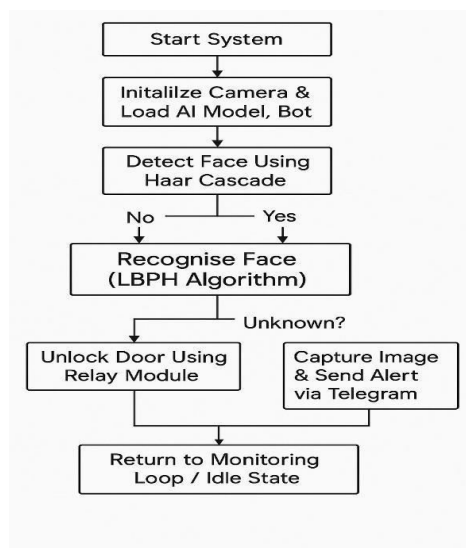 Start System
Initalilze Camera &
Load AI Model, Bot
Detect Face Using
Haar Cascade
No
Yes
Recognise Face
(LBPH Algorithm)
Unknown?
Unlock Door Using
Relay Module
Capture Image
& Send Alert
via Telegram
Return to Monitoring
Loop / Idle State